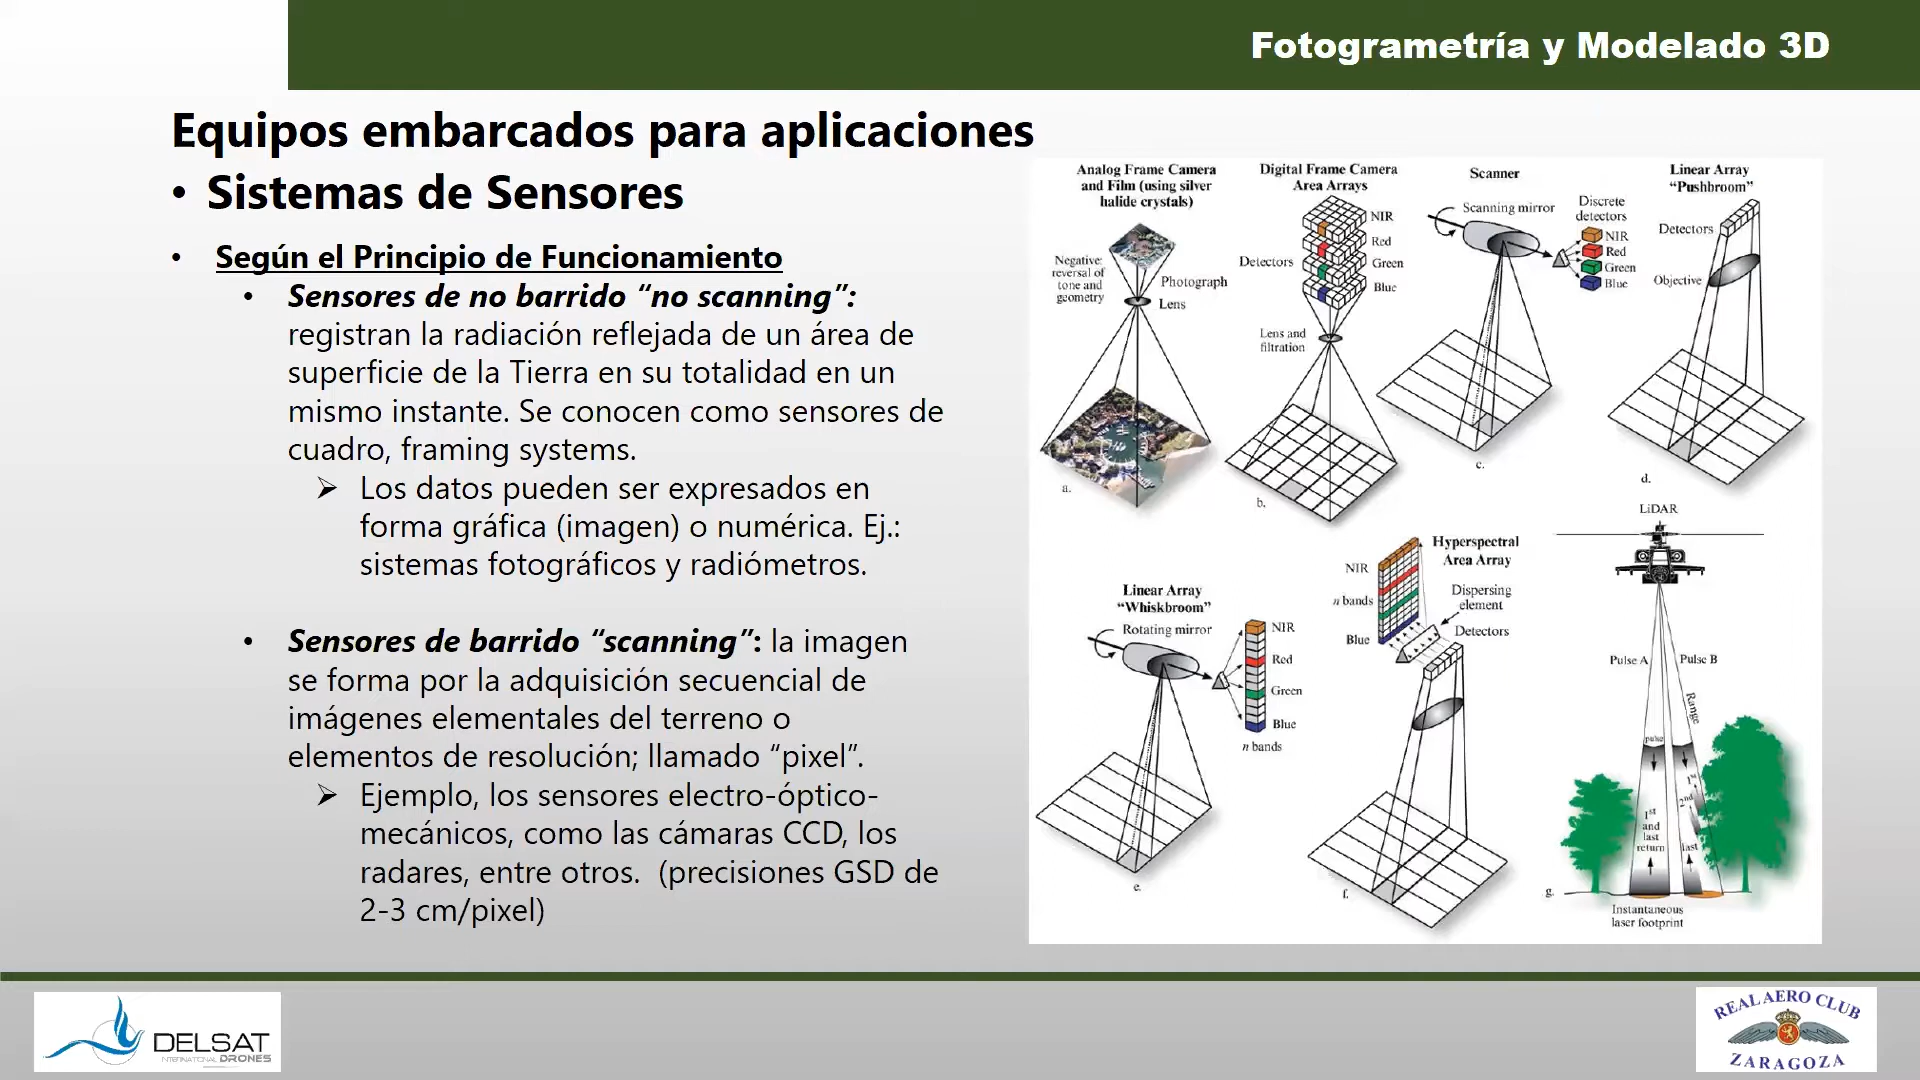 Fotogrametría y Modelado 3D
Equipos embarcados para aplicaciones
• Sistemas de Sensores
• Según el Principio de Funcionamiento
• Sensores de no barrido “no scanning”:
registran la radiación reflejada de un área de
superficie de la Tierra en su totalidad en un
mismo instante. Se conocen como sensores de
cuadro, framing systems.
➢ Los datos pueden ser expresados en
forma gráfica (imagen) o numérica. Ej.:
sistemas fotográficos y radiómetros.
• Sensores de barrido “scanning”: la imagen
se forma por la adquisición secuencial de
imágenes elementales del terreno o
elementos de resolución; llamado “pixel”.
➢ Ejemplo, los sensores electro-óptico-
mecánicos, como las cámaras CCD, los
radares, entre otros.  (precisiones GSD de
2-3 cm/pixel)
Analog Frame Camera
and Film (using silver
halide crystals)
Negative:
reversal of
tone and
geometry
Photograph
Lens
a.
Digital Frame Camera
Area Arrays
NIR
Red
Detectors
Green
Blue
Lens and
filtration
b.
Scanner
Scanning mirror
Discrete
detectors
NIR
Red
Green
Blue
c.
Linear Array
“Pushbroom”
Detectors
Objective
d.
Linear Array
“Whiskbroom”
Rotating mirror
NIR
Red
Green
Blue
n bands
e.
Hyperspectral
Area Array
NIR
Dispersing
element
n bands
Blue
Detectors
f.
LiDAR
Pulse A
Pulse B
Range
pulse
1st
2nd
1st
and
last
return
last
g.
Instantaneous
laser footprint
DELSAT
INTERNATIONAL DRONES
REAL AERO CLUB
ZARAGOZA